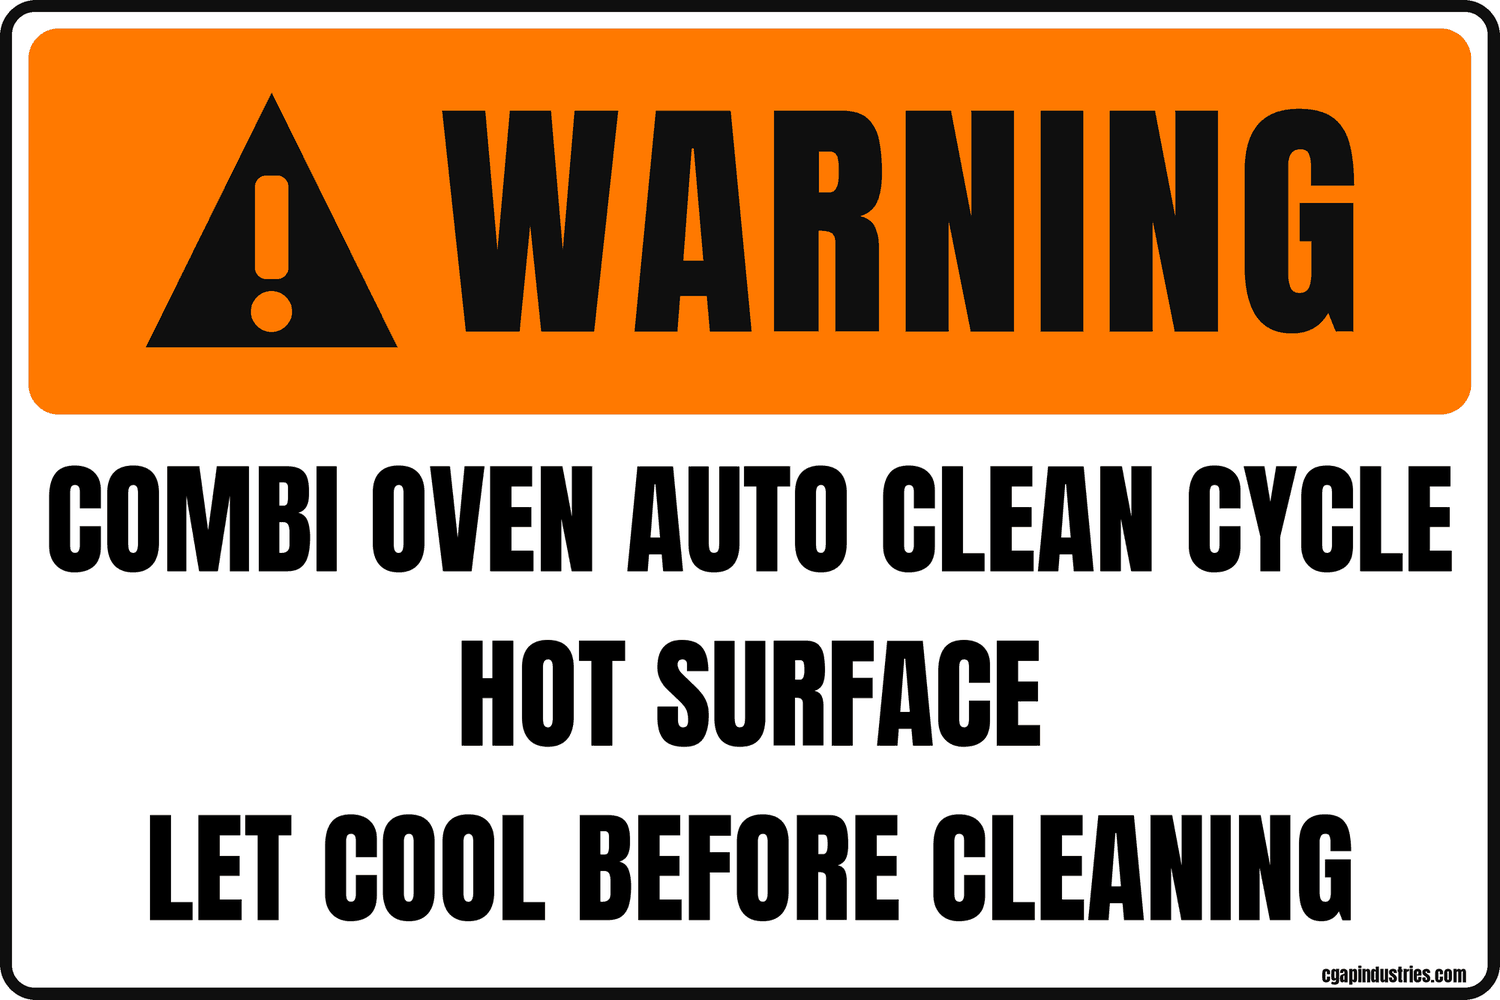 WARNING
COMBI OVEN AUTO CLEAN CYCLE
HOT SURFACE
LET COOL BEFORE CLEANING
cgapindustries.com